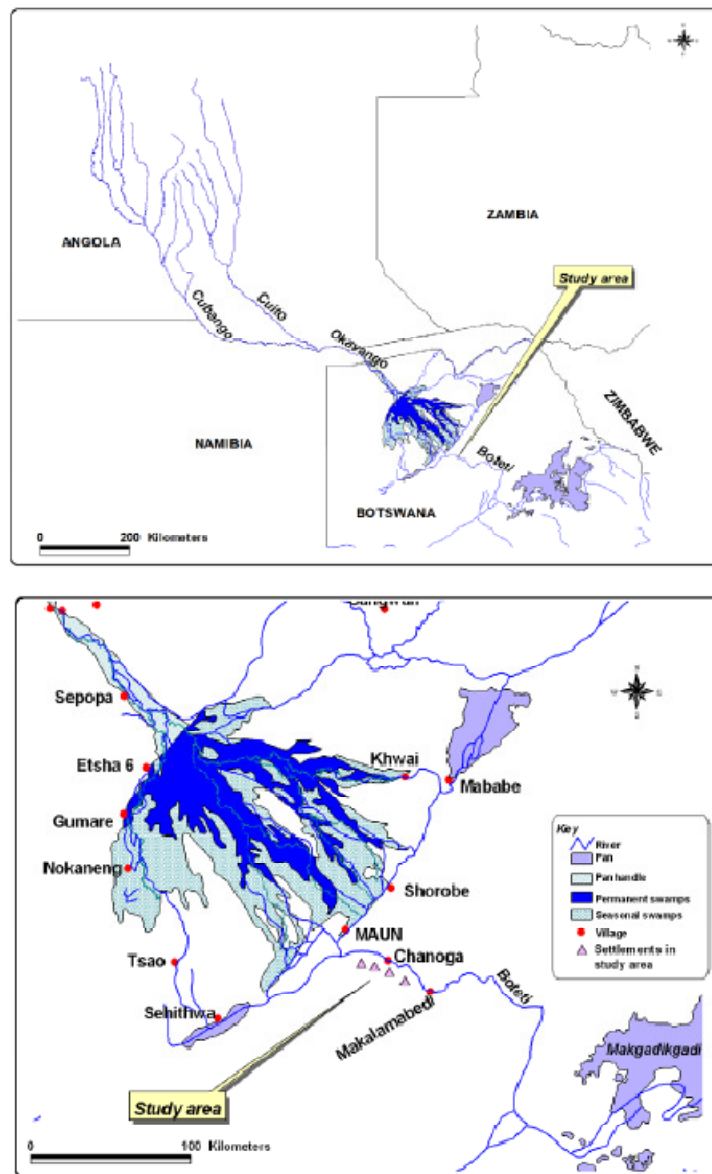 ANGOLA
ZAMBIA
Study area
Cubango
Cuito
Okavango
NAMIBIA
ZIMBABWE
Boteti
BOTSWANA
0 200 Kilometers
Sepopa
Etsha 6
Khwai
Mababe
Gumare
Nokaneng
Shorobe
MAUN
Chanoga
Tsao
Sehithwa
Makalamabedi
Boteti
Makgadikgadi
Study area
Key
River
Pan
Pan handle
Permanent swamps
Seasonal swamps
Village
Settlements in
study area
0 100 Kilometers